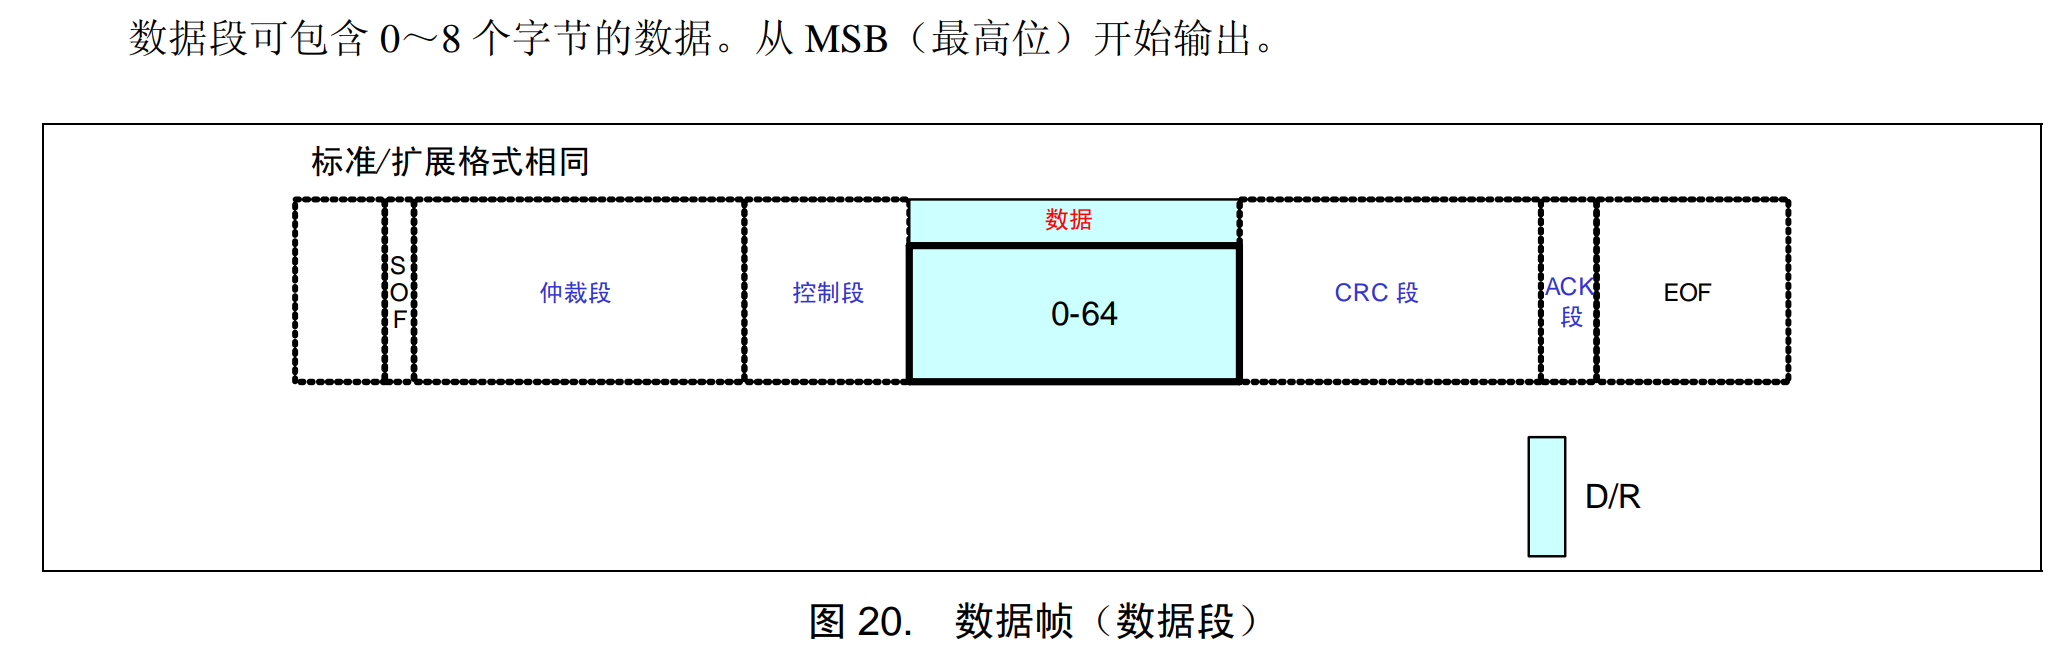 数据段可包含 0～8 个字节的数据。从 MSB（最高位）开始输出。
标准/扩展格式相同
SOF
仲裁段
控制段
数据
0-64
CRC 段
ACK
段
EOF
D/R
图 20. 数据帧（数据段）